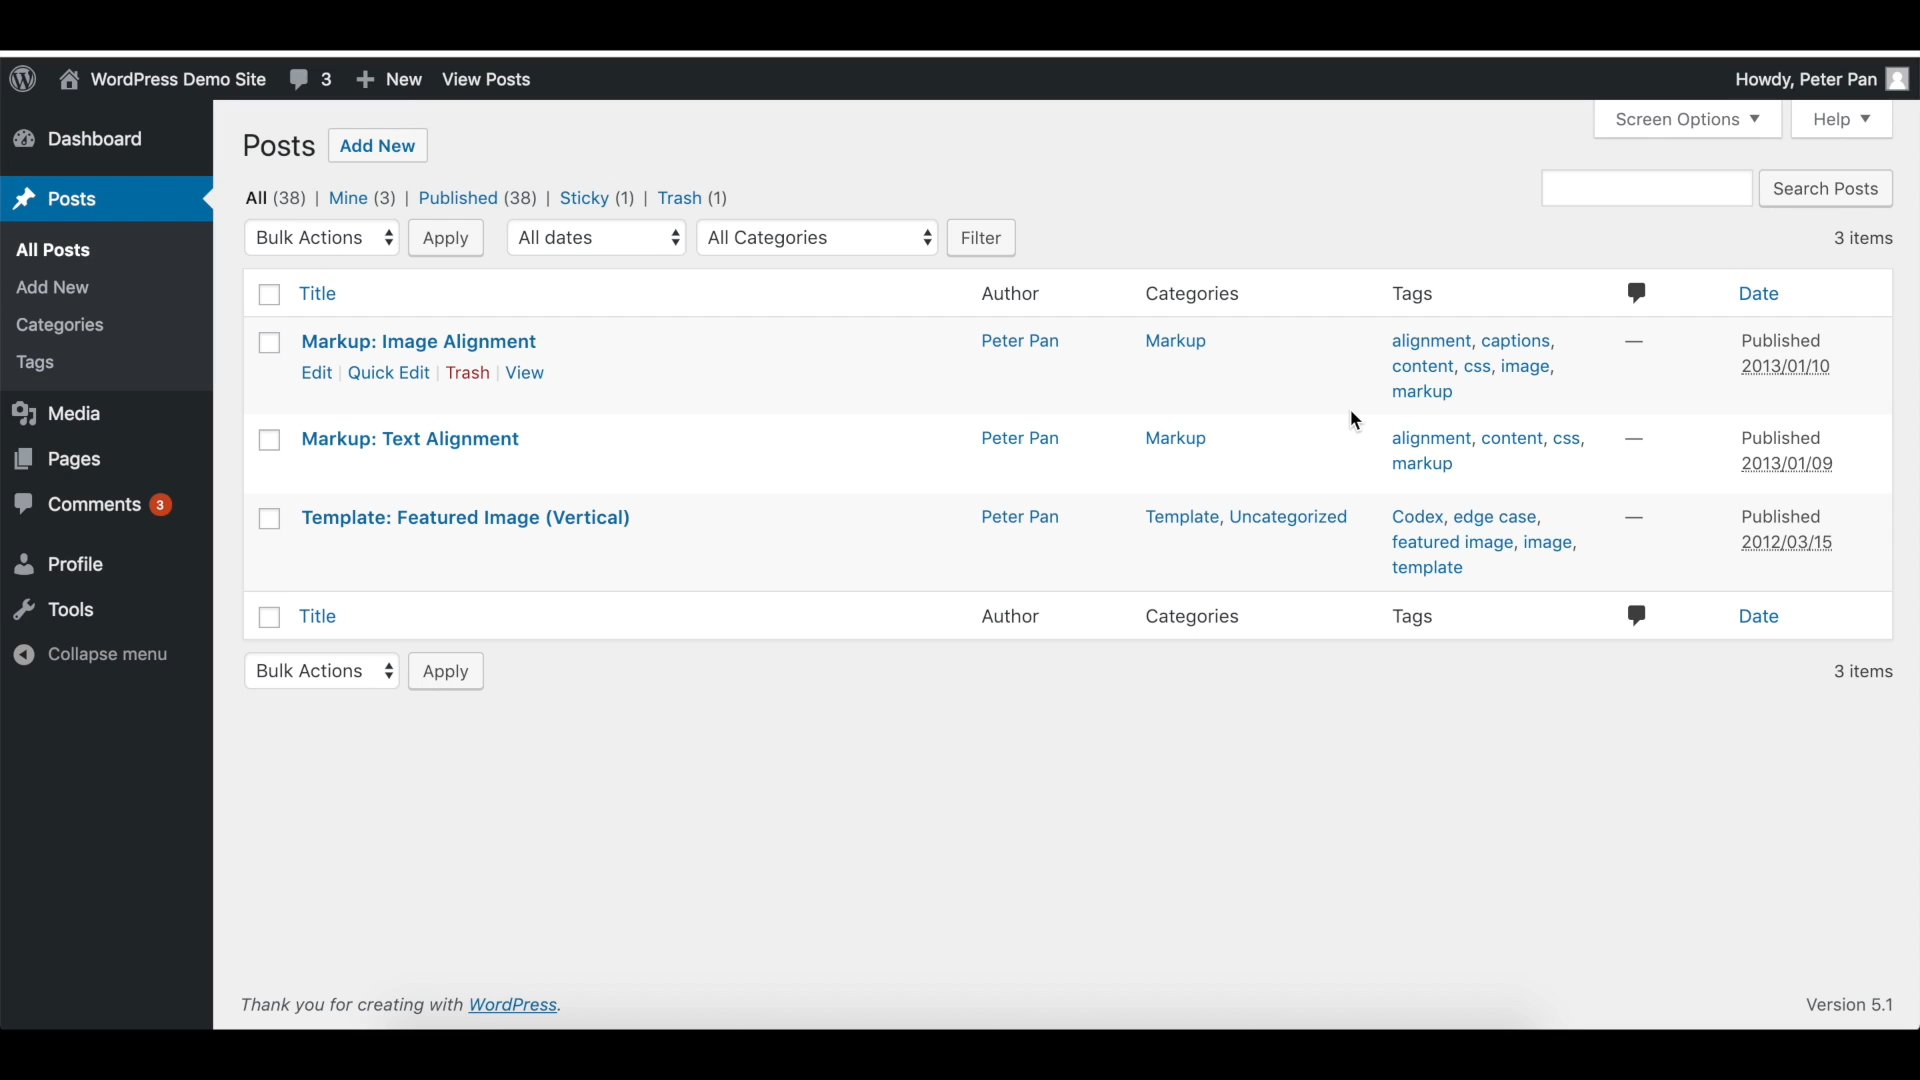 WordPress Demo Site 3 New View Posts Howdy, Peter Pan
Screen Options Help
Dashboard
Posts
All Posts
Add New
Categories
Tags
Media
Pages
Comments 3
Profile
Tools
Collapse menu
Posts Add New
All (38) | Mine (3) | Published (38) | Sticky (1) | Trash (1)
Search Posts
Bulk Actions Apply All dates All Categories Filter 3 items
Title Author Categories Tags Date
Markup: Image Alignment Peter Pan Markup alignment, captions, — Published
Edit | Quick Edit | Trash | View content, css, image, 2013/01/10
markup
Markup: Text Alignment Peter Pan Markup alignment, content, css, — Published
markup 2013/01/09
Template: Featured Image (Vertical) Peter Pan Template, Uncategorized Codex, edge case, — Published
featured image, image, 2012/03/15
template
Title Author Categories Tags Date
Bulk Actions Apply 3 items
Thank you for creating with WordPress. Version 5.1